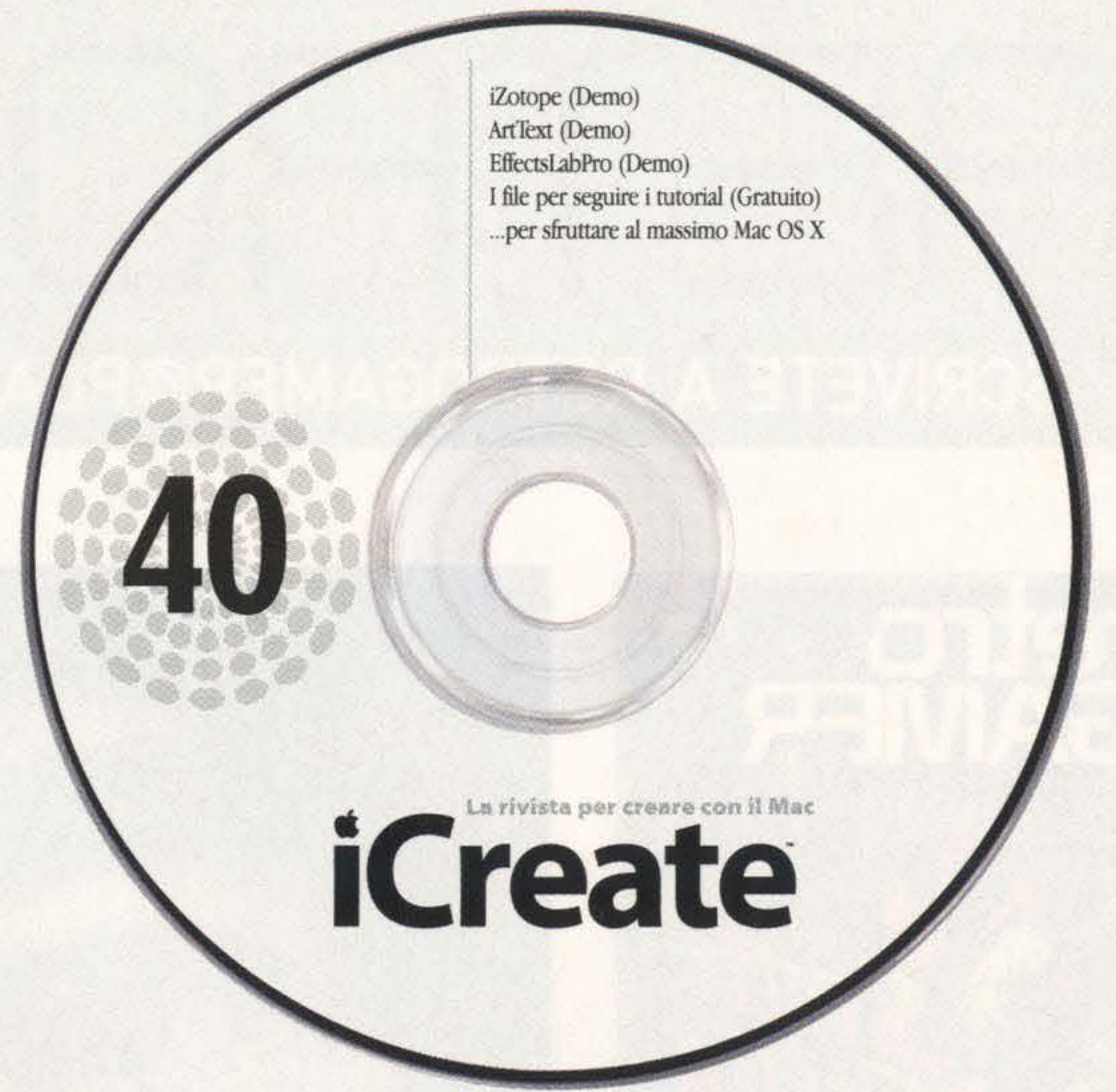 iZotope (Demo)
ArtText (Demo)
EffectsLabPro (Demo)
I file per seguire i tutorial (Gratuito)
...per sfruttare al massimo Mac OS X
40
La rivista per creare con il Mac
iCreate™